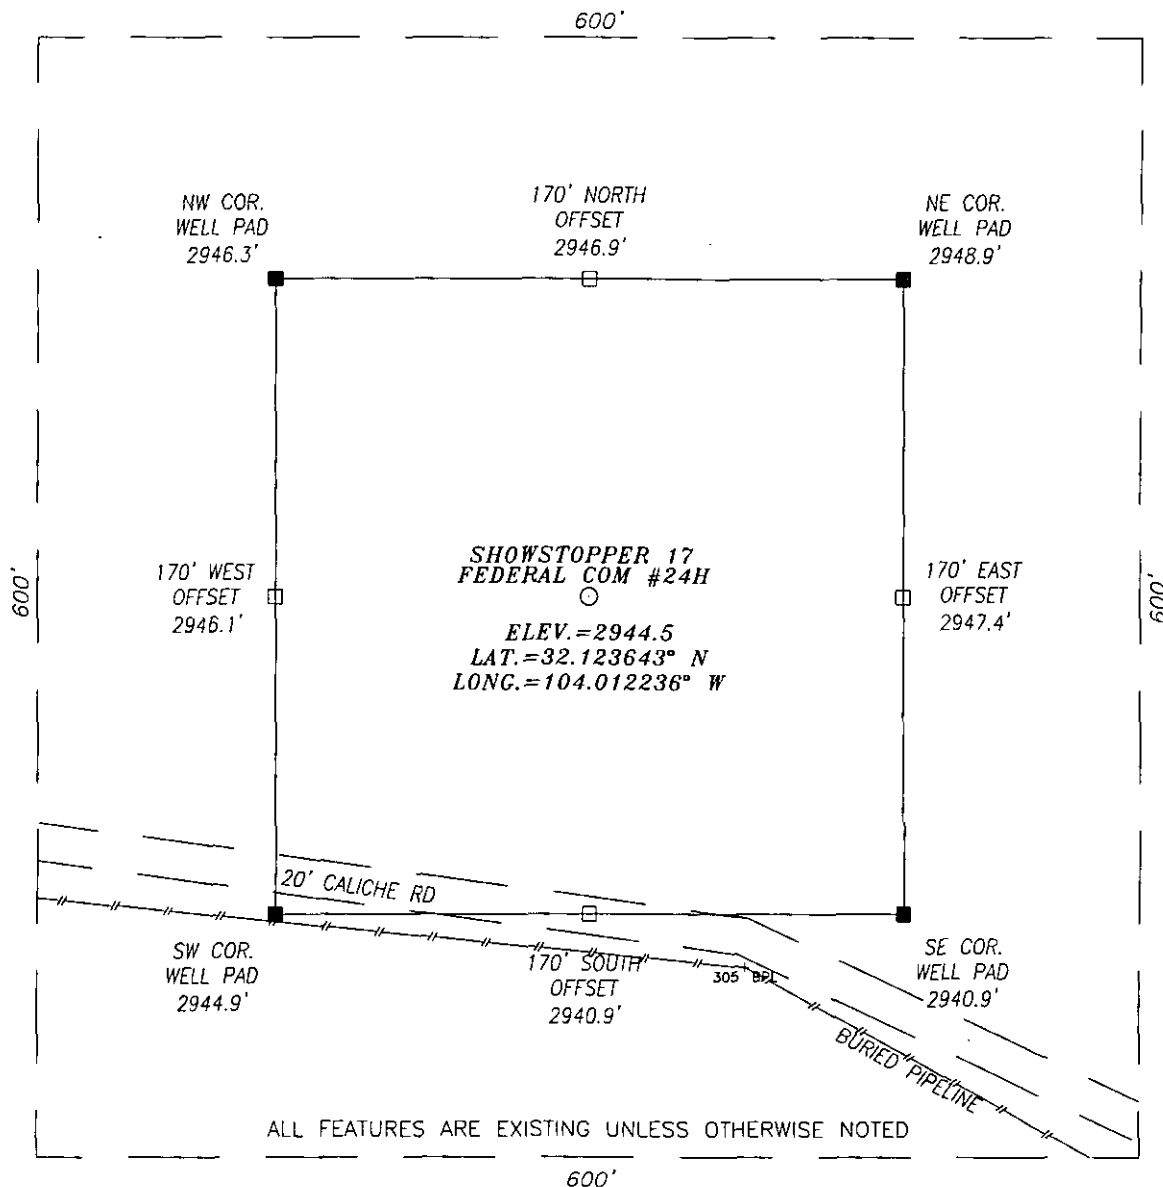 600'
NW COR.
WELL PAD
2946.3'
170' NORTH
OFFSET
2946.9'
NE COR.
WELL PAD
2948.9'
600'
170' WEST
OFFSET
2946.1'
SHOWSTOPPER 17
FEDERAL COM #24H
ELEV.=2944.5
LAT.=32.123643° N
LONG.=104.012236° W
170' EAST
OFFSET
2947.4'
600'
20' CALICHE RD
SW COR.
WELL PAD
2944.9'
170' SOUTH
OFFSET
2940.9'
305 BPL
SE COR.
WELL PAD
2940.9'
BURIED PIPELINE
ALL FEATURES ARE EXISTING UNLESS OTHERWISE NOTED
600'